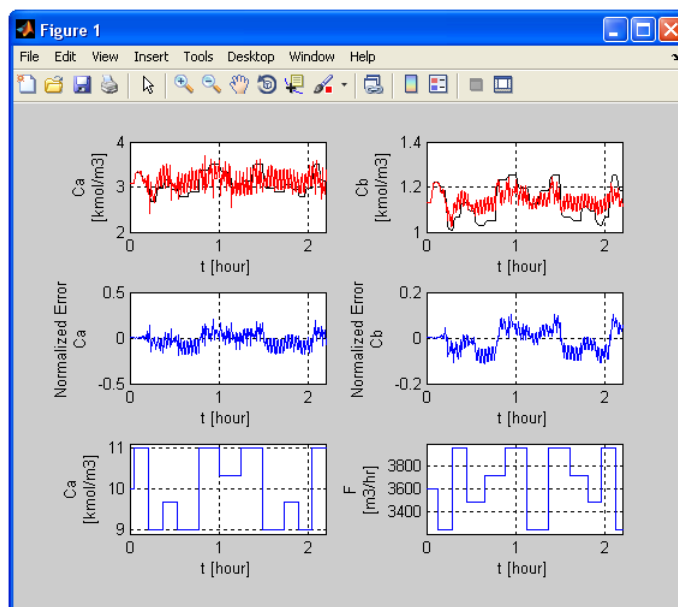 Figure 1
File Edit View Insert Tools Desktop Window Help
Ca
[kmol/m3]
4
3
2
0 1 2
t [hour]
Cb
[kmol/m3]
1.4
1.2
1
0 1 2
t [hour]
Normalized Error
Ca
0.5
0
-0.5
0 1 2
t [hour]
Normalized Error
Cb
0.2
0
-0.2
0 1 2
t [hour]
Ca
[kmol/m3]
11
10
9
0 1 2
t [hour]
F
[m3/hr]
3800
3600
3400
0 1 2
t [hour]